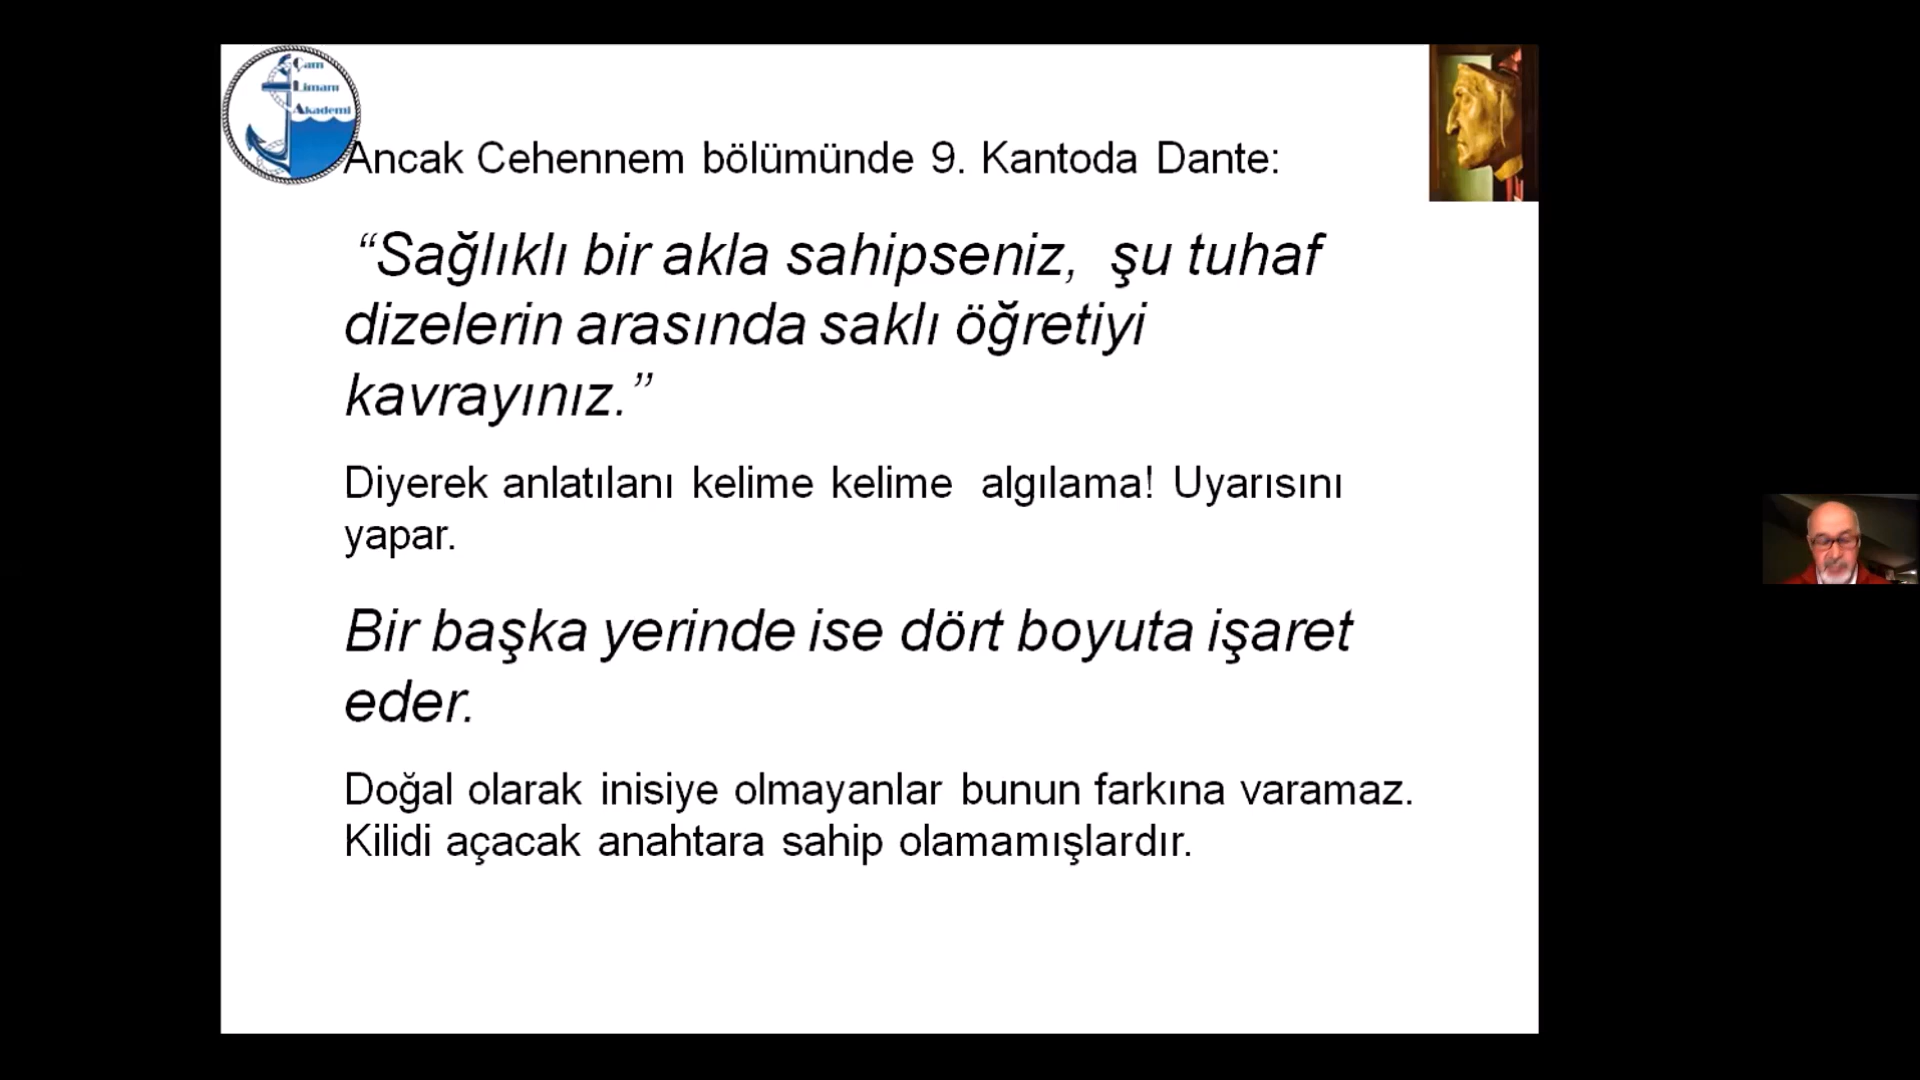 Çam
Limanı
Akademi
Ancak Cehennem bölümünde 9. Kantoda Dante:
“Sağlıklı bir akla sahipseniz, şu tuhaf
dizelerin arasında saklı öğretiyi
kavrayınız.”
Diyerek anlatılanı kelime kelime algılama! Uyarısını
yapar.
Bir başka yerinde ise dört boyuta işaret
eder.
Doğal olarak inisiye olmayanlar bunun farkına varamaz.
Kilidi açacak anahtara sahip olamamışlardır.